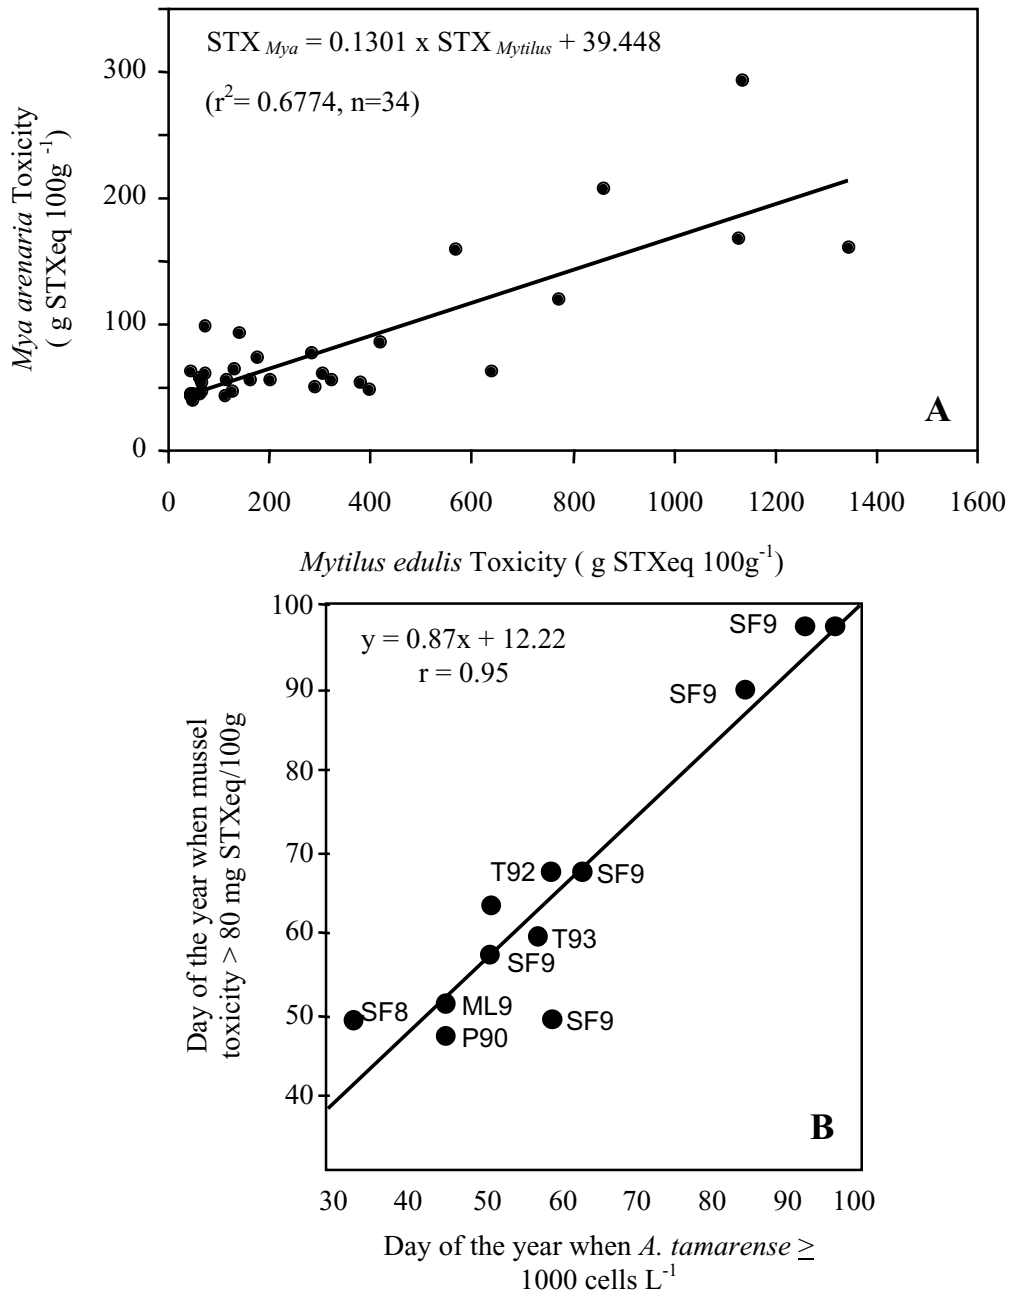 STX Mya = 0.1301 x STX Mytilus + 39.448
(r2= 0.6774, n=34)
Mya arenaria Toxicity
( g STXeq 100g -1)
300
200
100
0
A
0 200 400 600 800 1000 1200 1400 1600
Mytilus edulis Toxicity ( g STXeq 100g-1)
y = 0.87x + 12.22
r = 0.95
Day of the year when mussel
toxicity > 80 mg STXeq/100g
100
90
80
70
60
50
40
SF9
SF9
T92
SF9
T93
SF9
SF8
ML9
SF9
P90
B
30 40 50 60 70 80 90 100
Day of the year when A. tamarense ≥
1000 cells L-1